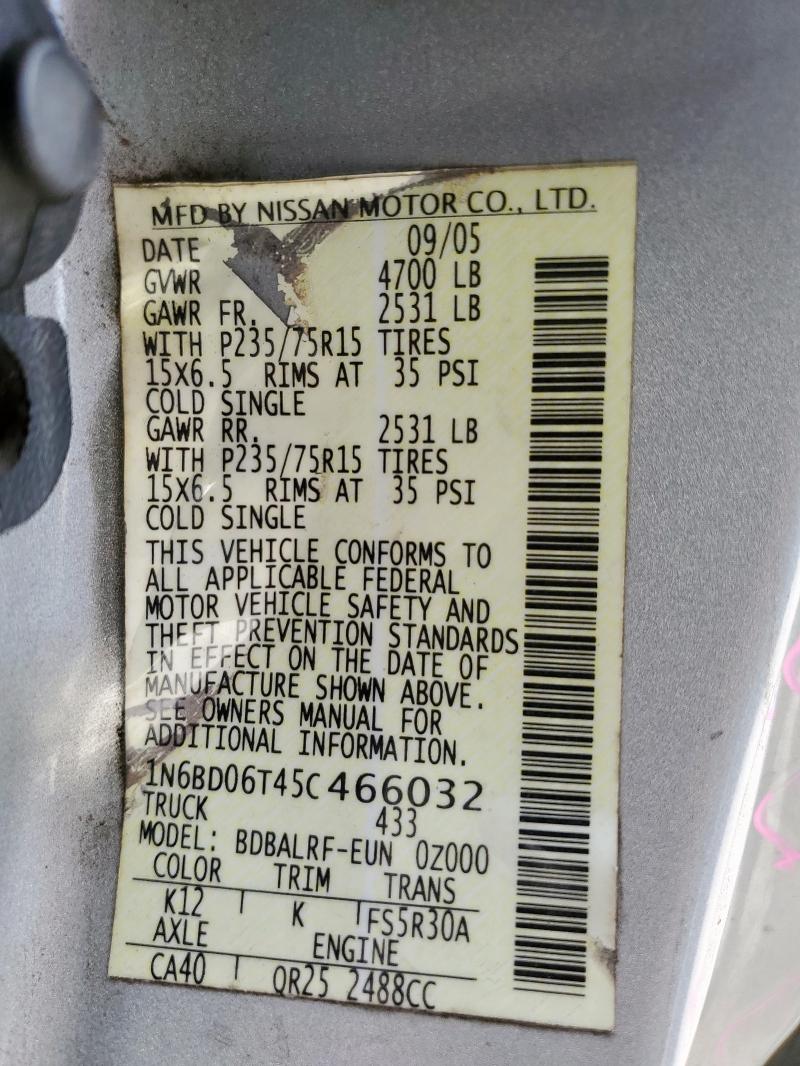 MFD BY NISSAN MOTOR CO., LTD.
DATE 09/05
GVWR 4700 LB
GAWR FR. 2531 LB
WITH P235/75R15 TIRES
15X6.5 RIMS AT 35 PSI
COLD SINGLE
GAWR RR. 2531 LB
WITH P235/75R15 TIRES
15X6.5 RIMS AT 35 PSI
COLD SINGLE
THIS VEHICLE CONFORMS TO
ALL APPLICABLE FEDERAL
MOTOR VEHICLE SAFETY AND
THEFT PREVENTION STANDARDS
IN EFFECT ON THE DATE OF
MANUFACTURE SHOWN ABOVE.
SEE OWNERS MANUAL FOR
ADDITIONAL INFORMATION.
1N6BD06T45C466032
TRUCK 433
MODEL: BDBALRF-EUN 0Z000
COLOR TRIM TRANS
K12 K FS5R30A
AXLE ENGINE
CA40 QR25 2488CC